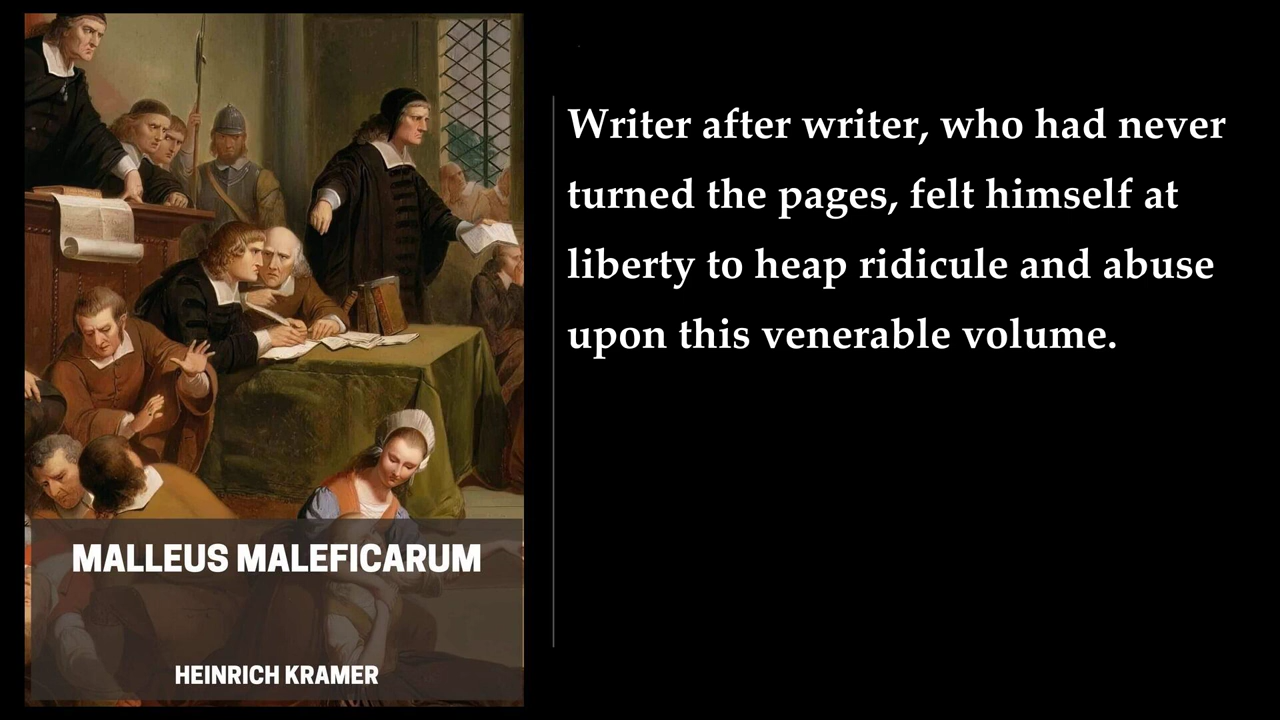 MALLEUS MALEFICARUM
HEINRICH KRAMER
Writer after writer, who had never
turned the pages, felt himself at
liberty to heap ridicule and abuse
upon this venerable volume.